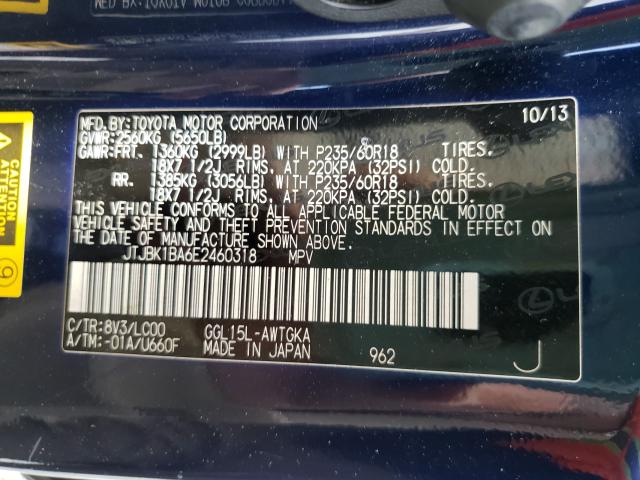 MFD.BY:TOYOTA MOTOR CORPORATION 10/13
GVWR:2560KG (5650LB)
GAWR:FRT. 1360KG (2999LB) WITH P235/60R18 TIRES.
18X7 1/2J RIMS, AT 220KPA (32PSI) COLD.
RR. 1385KG (3056LB) WITH P235/60R18 TIRES.
18X7 1/2J RIMS, AT 220KPA (32PSI) COLD.
THIS VEHICLE CONFORMS TO ALL APPLICABLE FEDERAL MOTOR
VEHICLE SAFETY AND THEFT PREVENTION STANDARDS IN EFFECT ON
THE DATE OF MANUFACTURE SHOWN ABOVE.
JTJBK1BA6E2460318 MPV
C/TR:8V3/LC00 GGL15L-AWTGKA
A/TM:-01A/U660F MADE IN JAPAN 962 J
CAUTION
ATTENTION
9
LEXUS